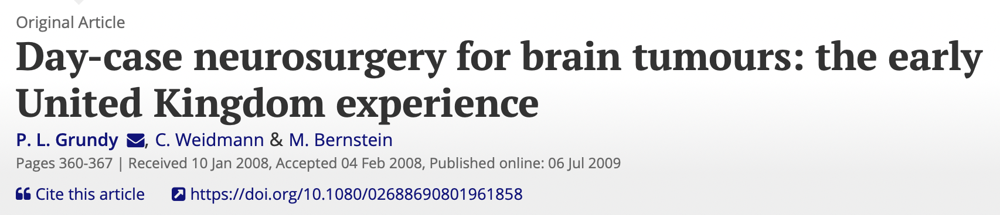 Original Article
Day-case neurosurgery for brain tumours: the early
United Kingdom experience
P. L. Grundy , C. Weidmann & M. Bernstein
Pages 360-367 | Received 10 Jan 2008, Accepted 04 Feb 2008, Published online: 06 Jul 2009
Cite this article https://doi.org/10.1080/02688690801961858